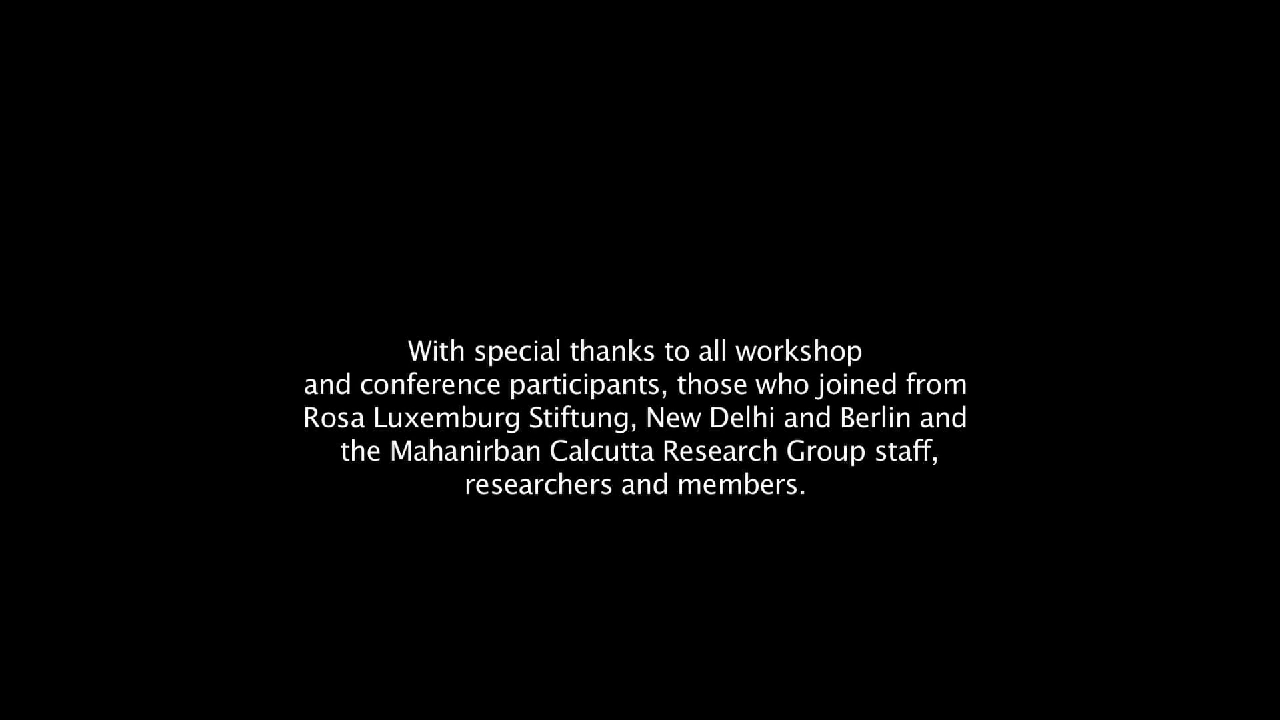 With special thanks to all workshop
and conference participants, those who joined from
Rosa Luxemburg Stiftung, New Delhi and Berlin and
the Mahanirban Calcutta Research Group staff,
researchers and members.